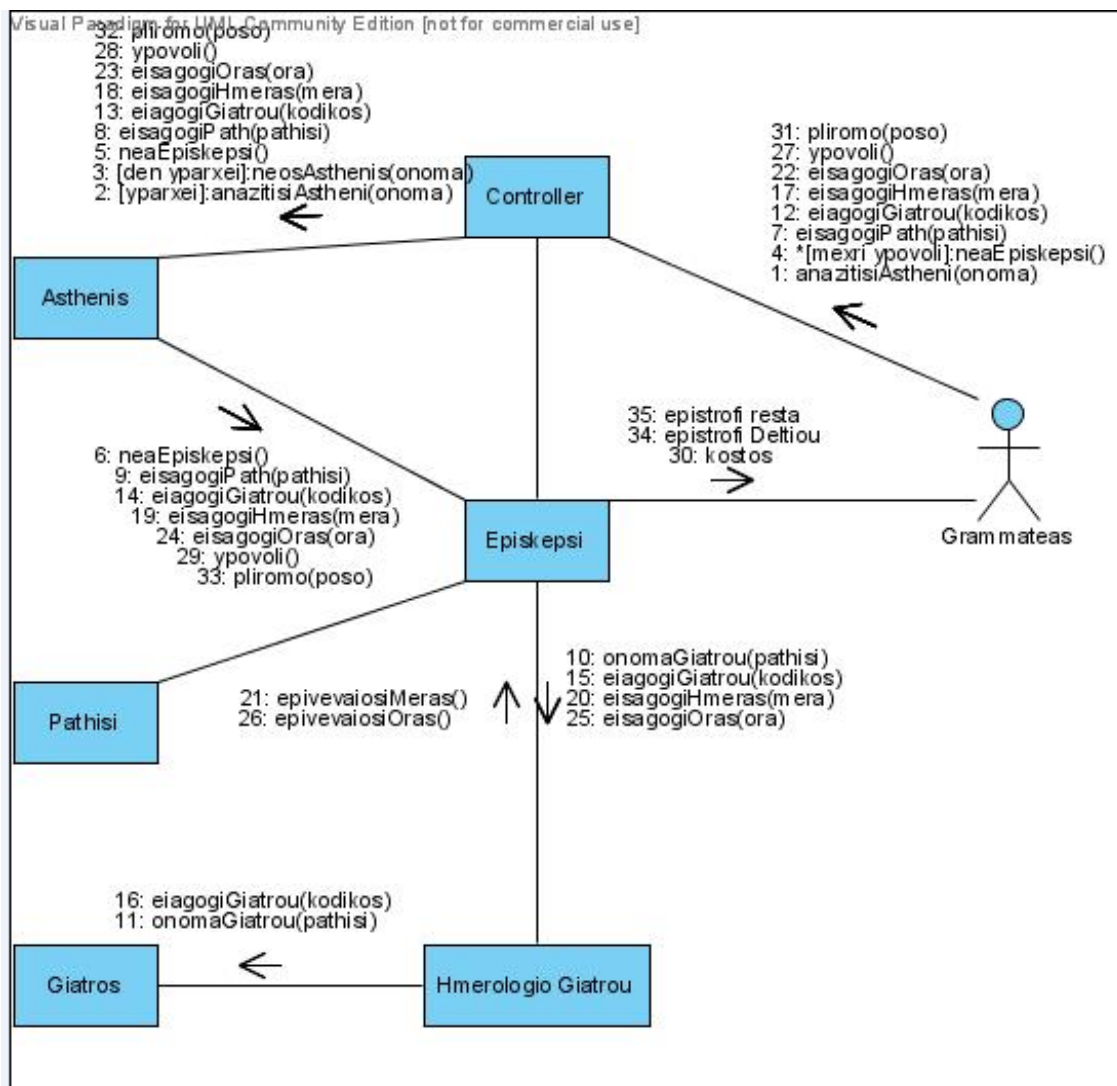 Visual Paradigm for UML Community Edition [not for commercial use]
32: pliromo(poso)
28: ypovoli()
23: eisagogiOras(ora)
18: eisagogiHmeras(mera)
13: eiagogiGiatrou(kodikos)
8: eisagogiPath(pathisi)
5: neaEpiskepsi()
3: [den yparxei]:neosAsthenis(onoma)
2: [yparxei]:anazitisiAstheni(onoma)
Controller
31: pliromo(poso)
27: ypovoli()
22: eisagogiOras(ora)
17: eisagogiHmeras(mera)
12: eiagogiGiatrou(kodikos)
7: eisagogiPath(pathisi)
4: *[mexri ypovoli]:neaEpiskepsi()
1: anazitisiAstheni(onoma)
Asthenis
35: epistrofi resta
34: epistrofi Deltiou
30: kostos
6: neaEpiskepsi()
9: eisagogiPath(pathisi)
14: eiagogiGiatrou(kodikos)
19: eisagogiHmeras(mera)
24: eisagogiOras(ora)
29: ypovoli()
33: pliromo(poso)
Episkepsi
Grammateas
10: onomaGiatrou(pathisi)
15: eiagogiGiatrou(kodikos)
20: eisagogiHmeras(mera)
25: eisagogiOras(ora)
21: epivevaiosiMeras()
26: epivevaiosiOras()
Pathisi
16: eiagogiGiatrou(kodikos)
11: onomaGiatrou(pathisi)
Giatros
Hmerologio Giatrou